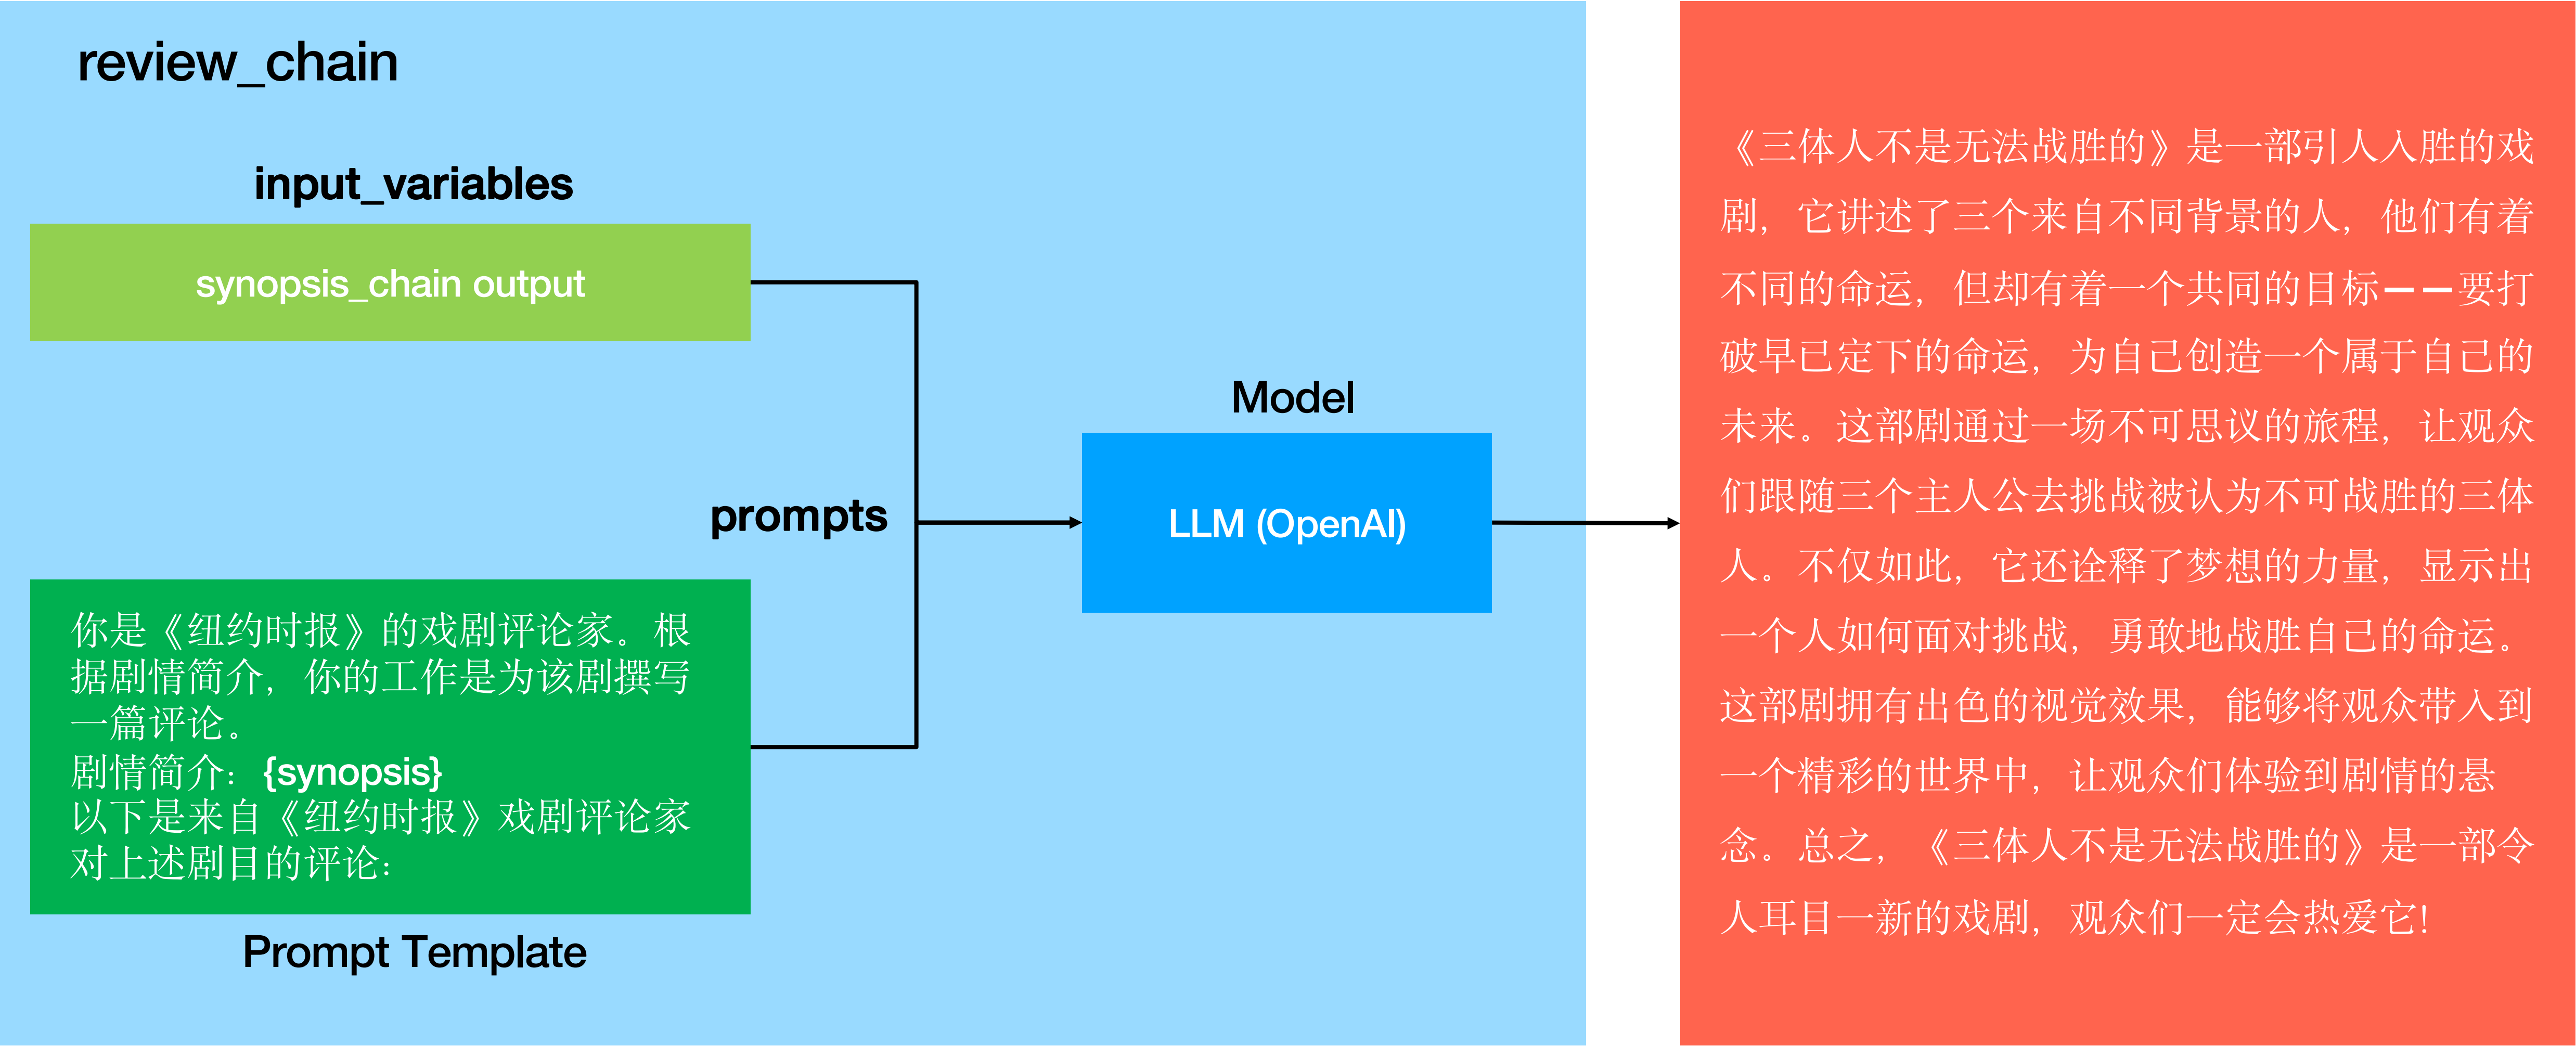 review_chain
input_variables
synopsis_chain output
prompts
你是《纽约时报》的戏剧评论家。根
据剧情简介，你的工作是为该剧撰写
一篇评论。
剧情简介：{synopsis}
以下是来自《纽约时报》戏剧评论家
对上述剧目的评论：
Prompt Template
Model
LLM (OpenAI)
《三体人不是无法战胜的》是一部引人入胜的戏
剧，它讲述了三个来自不同背景的人，他们有着
不同的命运，但却有着一个共同的目标——要打
破早已定下的命运，为自己创造一个属于自己的
未来。这部剧通过一场不可思议的旅程，让观众
们跟随三个主人公去挑战被认为不可战胜的三体
人。不仅如此，它还诠释了梦想的力量，显示出
一个人如何面对挑战，勇敢地战胜自己的命运。
这部剧拥有出色的视觉效果，能够将观众带入到
一个精彩的世界中，让观众们体验到剧情的悬
念。总之，《三体人不是无法战胜的》是一部令
人耳目一新的戏剧，观众们一定会热爱它！